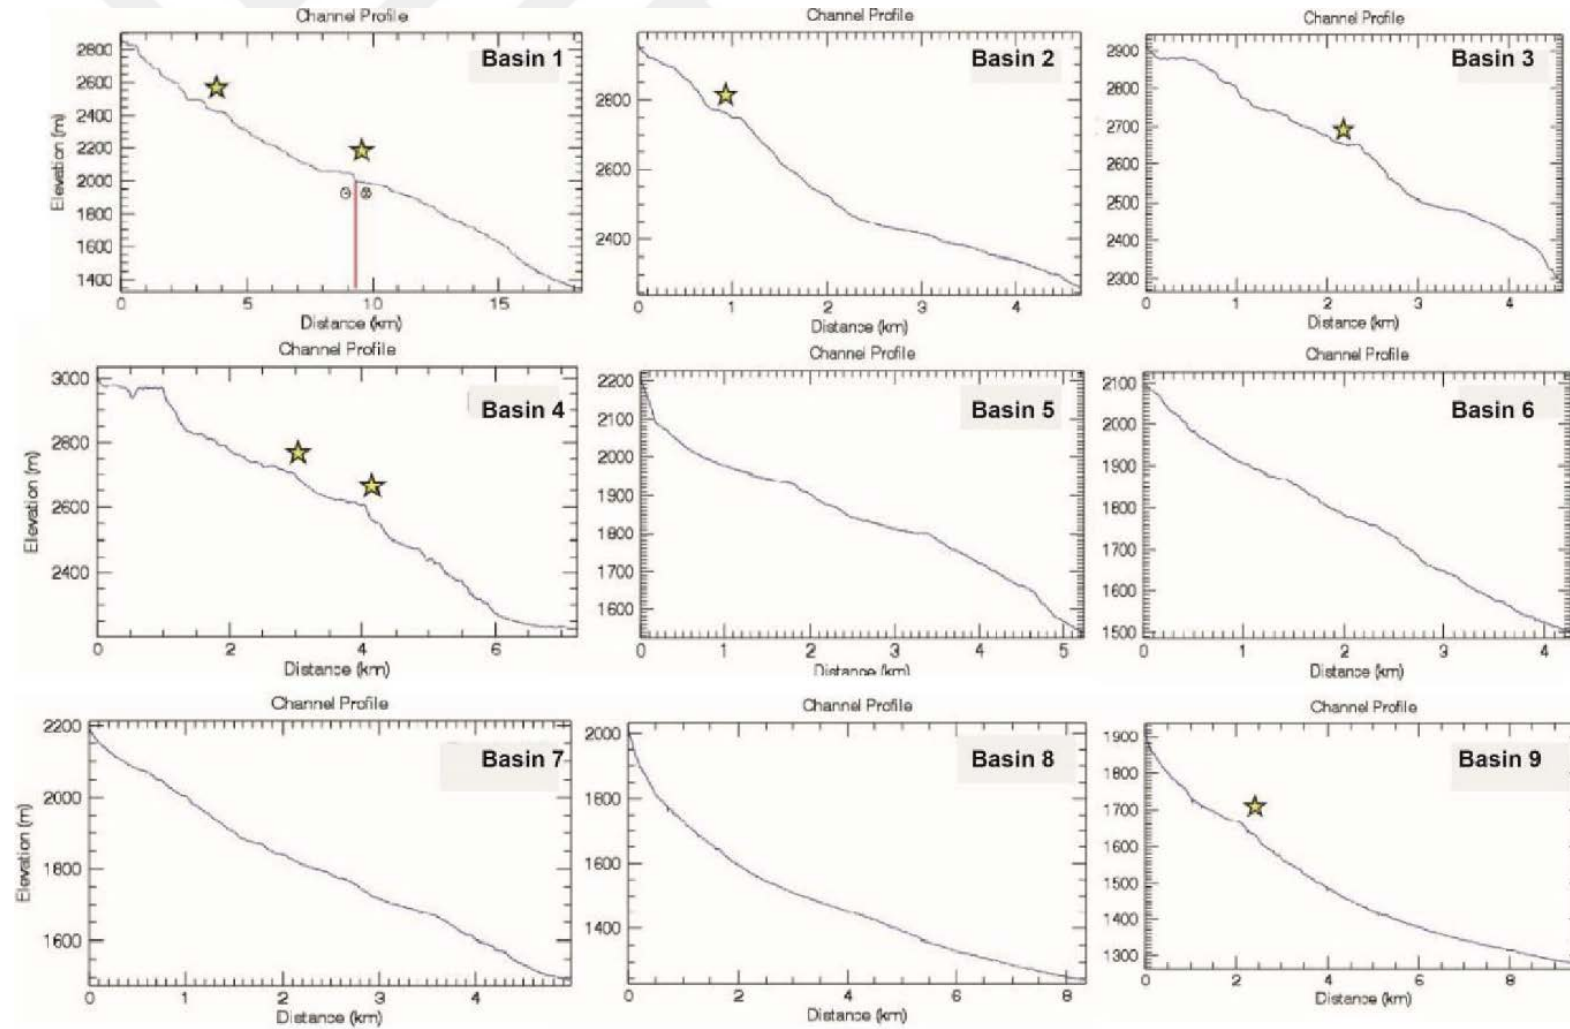 Channel Profile
Basin 1
Elevation (m)
2800
2600
2400
2200
2000
1800
1600
1400
0 5 10 15
Distance (km)
Channel Profile
Basin 2
2800
2600
2400
0 1 2 3 4
Distance (km)
Channel Profile
Basin 3
2900
2800
2700
2600
2500
2400
2300
0 1 2 3 4
Distance (km)
Channel Profile
Basin 4
Elevation (m)
3000
2800
2600
2400
0 2 4 6
Distance (km)
Channel Profile
Basin 5
2200
2100
2000
1900
1800
1700
1600
0 1 2 3 4 5
Distance (km)
Channel Profile
Basin 6
2100
2000
1900
1800
1700
1600
1500
0 1 2 3 4
Distance (km)
Channel Profile
Basin 7
Elevation (m)
2200
2000
1800
1600
0 1 2 3 4
Distance (km)
Channel Profile
Basin 8
2000
1800
1600
1400
0 2 4 6 8
Distance (km)
Channel Profile
Basin 9
1900
1800
1700
1600
1500
1400
1300
0 2 4 6 8
Distance (km)